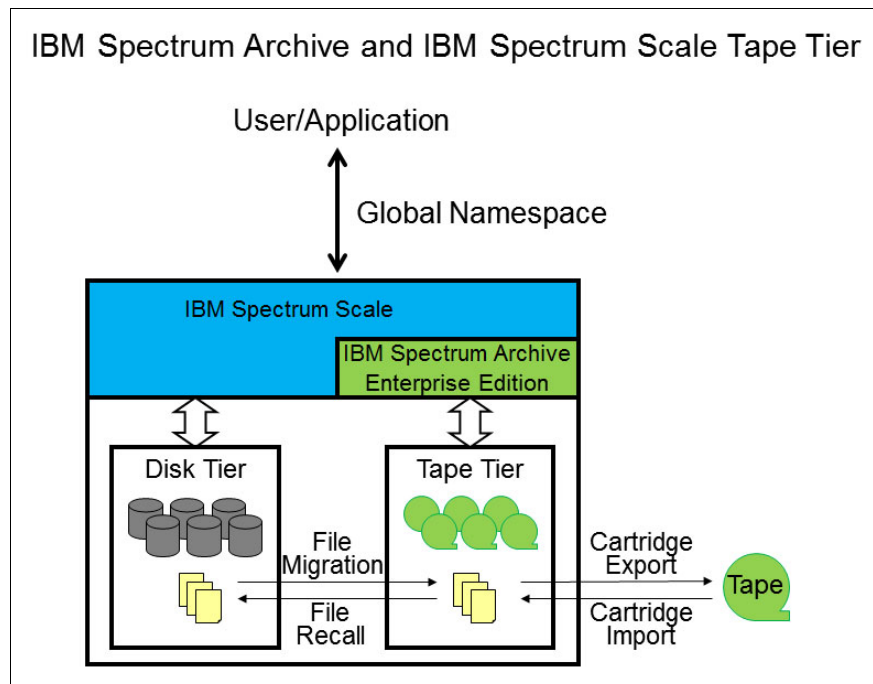 IBM Spectrum Archive and IBM Spectrum Scale Tape Tier
User/Application
Global Namespace
IBM Spectrum Scale
IBM Spectrum Archive
Enterprise Edition
Disk Tier
Tape Tier
File
Migration
File
Recall
Cartridge
Export
Cartridge
Import
Tape